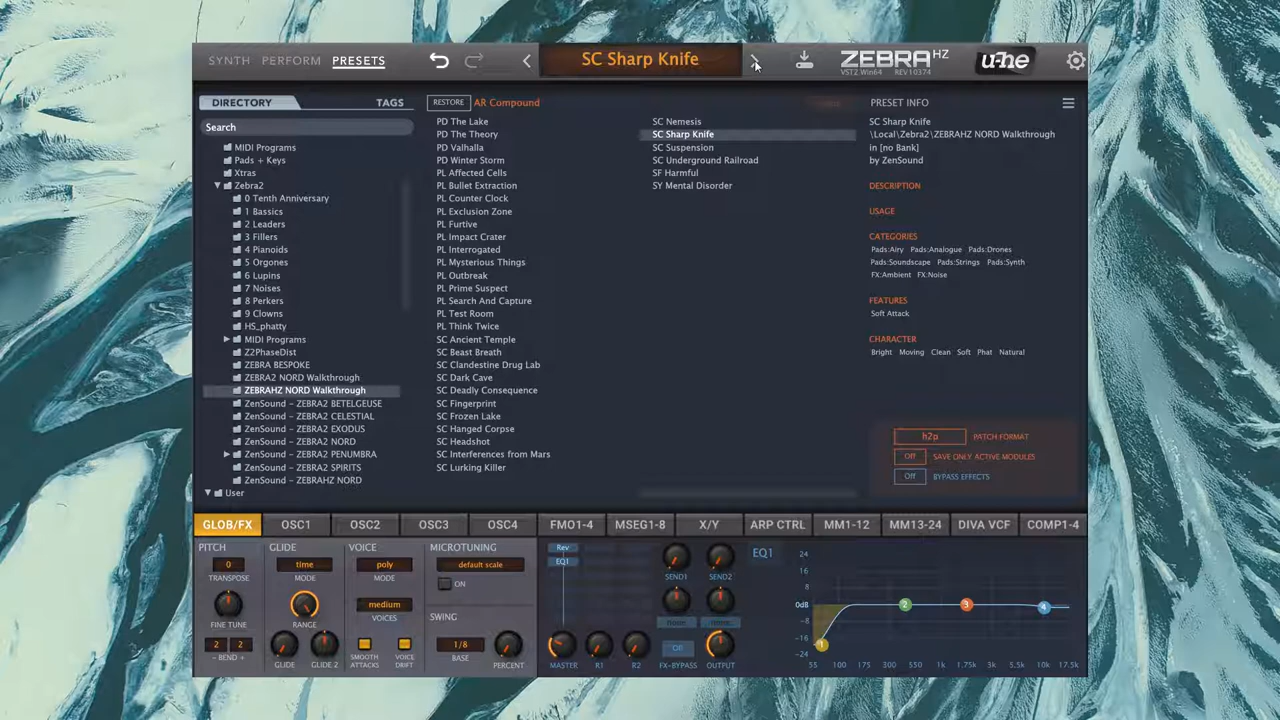 SYNTH PERFORM PRESETS
SC Sharp Knife
ZEBRA HZ
VST2.Win64 REV10374
u-he
DIRECTORY TAGS
Search
MIDI Programs
Pads + Keys
Xtras
Zebra2
0 Tenth Anniversary
1 Bassics
2 Leaders
3 Fillers
4 Pianoids
5 Orgones
6 Lupins
7 Noises
8 Perkers
9 Clowns
HS_phatty
MIDI Programs
Z2PhaseDist
ZEBRA BESPOKE
ZEBRA2 NORD Walkthrough
ZEBRAHZ NORD Walkthrough
ZenSound - ZEBRA2 BETELGEUSE
ZenSound - ZEBRA2 CELESTIAL
ZenSound - ZEBRA2 EXODUS
ZenSound - ZEBRA2 NORD
ZenSound - ZEBRA2 PENUMBRA
ZenSound - ZEBRA2 SPIRITS
ZenSound - ZEBRAHZ NORD
User
RESTORE AR Compound
PD The Lake
PD The Theory
PD Valhalla
PD Winter Storm
PL Affected Cells
PL Bullet Extraction
PL Counter Clock
PL Exclusion Zone
PL Furtive
PL Impact Crater
PL Interrogated
PL Mysterious Things
PL Outbreak
PL Prime Suspect
PL Search And Capture
PL Test Room
PL Think Twice
SC Ancient Temple
SC Beast Breath
SC Clandestine Drug Lab
SC Dark Cave
SC Deadly Consequence
SC Fingerprint
SC Frozen Lake
SC Hanged Corpse
SC Headshot
SC Interferences from Mars
SC Lurking Killer
SC Nemesis
SC Sharp Knife
SC Suspension
SC Underground Railroad
SF Harmful
SY Mental Disorder
PRESET INFO
SC Sharp Knife
\Local\Zebra2\ZEBRAHZ NORD Walkthrough
in [no Bank]
by ZenSound
DESCRIPTION
USAGE
CATEGORIES
Pads:Airy Pads:Analogue Pads:Drones
Pads:Soundscape Pads:Strings Pads:Synth
FX:Ambient FX:Noise
FEATURES
Soft Attack
CHARACTER
Bright Moving Clean Soft Phat Natural
h2p PATCH FORMAT
Off SAVE ONLY ACTIVE MODULES
Off BYPASS EFFECTS
GLOB/FX OSC1 OSC2 OSC3 OSC4 FMO1-4 MSEG1-8 X/Y ARP CTRL MM1-12 MM13-24 DIVA VCF COMP1-4
PITCH
0
TRANSPOSE
FINE TUNE
2 2
- BEND +
GLIDE
time
MODE
RANGE
GLIDE GLIDE 2
VOICE
poly
MODE
medium
VOICES
SMOOTH ATTACKS
VOICE DRIFT
MICROTUNING
default scale
ON
SWING
1/8
BASE PERCENT
Rev
EQ1
MASTER R1 R2
SEND1 SEND2
none
Off
FX-BYPASS OUTPUT
EQ1
24
16
8
0dB
-8
-16
-24
1 2 3 4
55 100 175 300 550 1k 1.75k 3k 5.5k 10k 17.5k